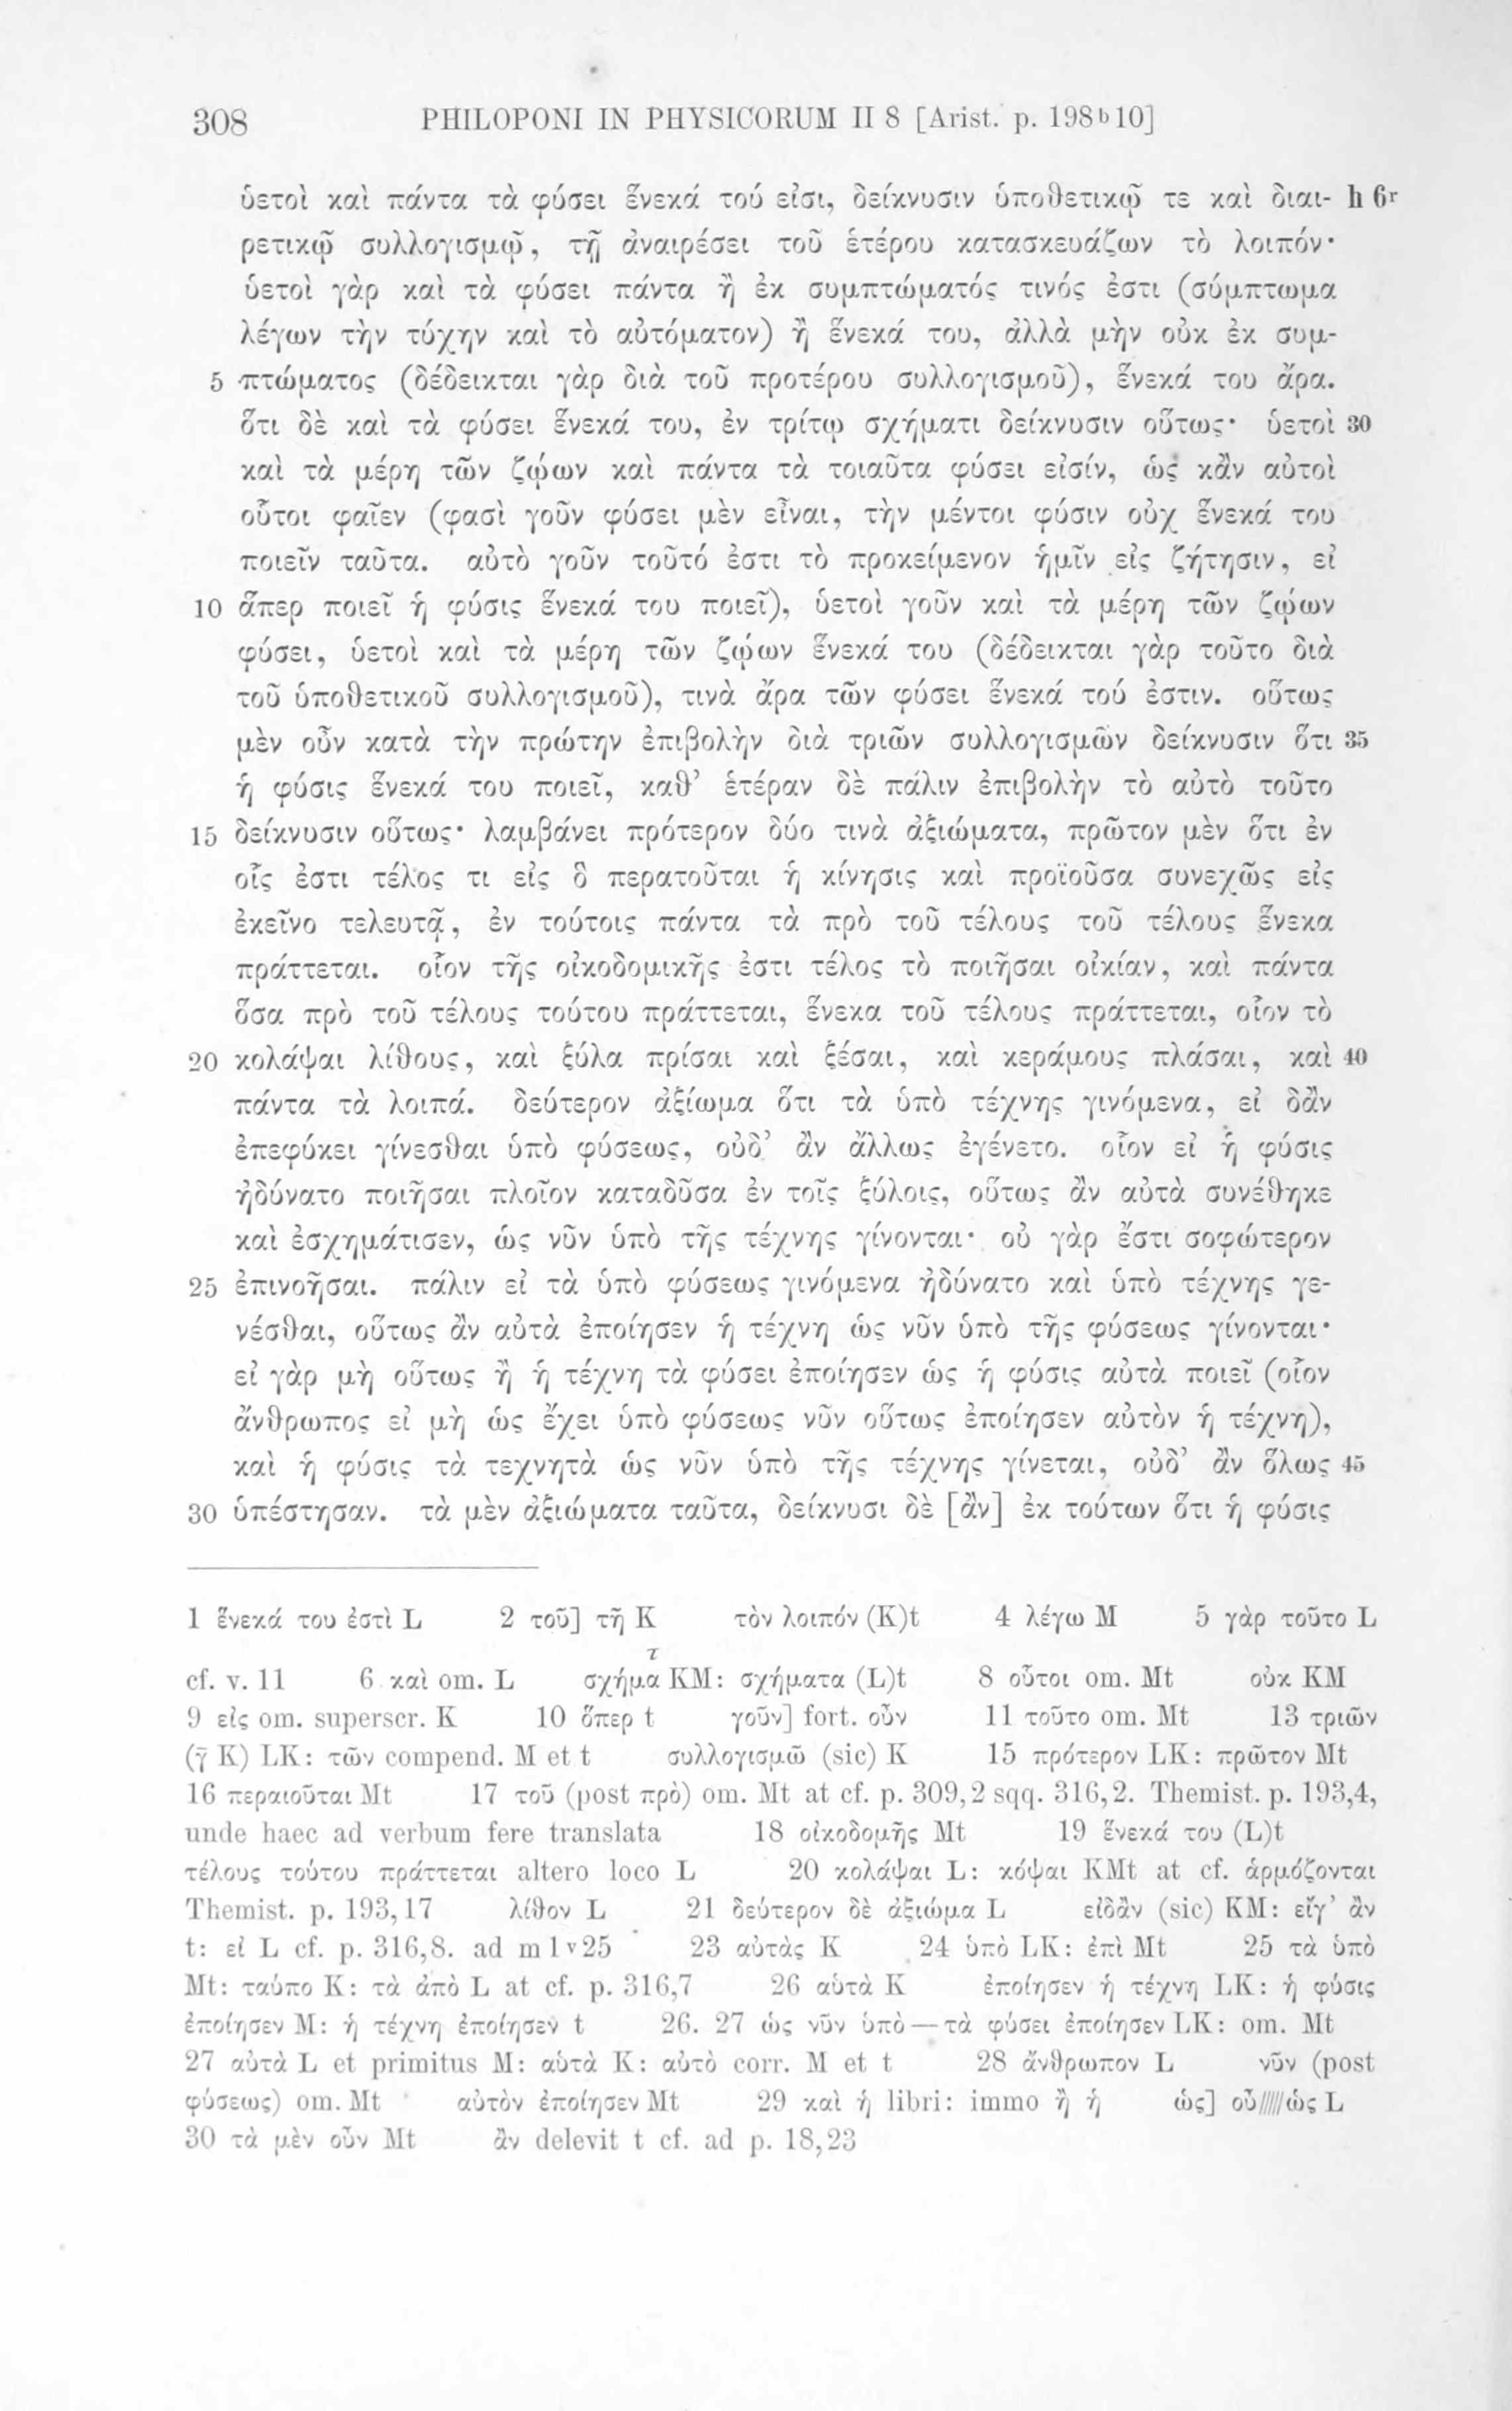 308 PHILOPONI IN PHYSICORUM II 8 [Arist. p. 198ᵇ10]
ὑετοὶ καὶ πάντα τὰ φύσει ἕνεκά τού εἰσι, δείκνυσιν ὑποθετικῷ τε καὶ διαι- h 6ʳ
ρετικῷ συλλογισμῷ, τῇ ἀναιρέσει τοῦ ἑτέρου κατασκευάζων τὸ λοιπόν·
ὑετοὶ γὰρ καὶ τὰ φύσει πάντα ἢ ἐκ συμπτώματός τινός ἐστι (σύμπτωμα
λέγων τὴν τύχην καὶ τὸ αὐτόματον) ἢ ἕνεκά του, ἀλλὰ μὴν οὐκ ἐκ συμ-
5 πτώματος (δέδεικται γὰρ διὰ τοῦ προτέρου συλλογισμοῦ), ἕνεκά του ἄρα.
ὅτι δὲ καὶ τὰ φύσει ἕνεκά του, ἐν τρίτῳ σχήματι δείκνυσιν οὕτως· ὑετοὶ 30
καὶ τὰ μέρη τῶν ζῴων καὶ πάντα τὰ τοιαῦτα φύσει εἰσίν, ὡς κἂν αὐτοὶ
οὗτοι φαῖεν (φασὶ γοῦν φύσει μὲν εἶναι, τὴν μέντοι φύσιν οὐχ ἕνεκά του
ποιεῖν ταῦτα. αὐτὸ γοῦν τοῦτό ἐστι τὸ προκείμενον ἡμῖν εἰς ζήτησιν, εἰ
10 ἅπερ ποιεῖ ἡ φύσις ἕνεκά του ποιεῖ), ὑετοὶ γοῦν καὶ τὰ μέρη τῶν ζῴων
φύσει, ὑετοὶ καὶ τὰ μέρη τῶν ζῴων ἕνεκά του (δέδεικται γὰρ τοῦτο διὰ
τοῦ ὑποθετικοῦ συλλογισμοῦ), τινὰ ἄρα τῶν φύσει ἕνεκά τού ἐστιν. οὕτως
μὲν οὖν κατὰ τὴν πρώτην ἐπιβολὴν διὰ τριῶν συλλογισμῶν δείκνυσιν ὅτι 35
ἡ φύσις ἕνεκά του ποιεῖ, καθ’ ἑτέραν δὲ πάλιν ἐπιβολὴν τὸ αὐτὸ τοῦτο
15 δείκνυσιν οὕτως· λαμβάνει πρότερον δύο τινὰ ἀξιώματα, πρῶτον μὲν ὅτι ἐν
οἷς ἐστι τέλος τι εἰς ὃ περατοῦται ἡ κίνησις καὶ προϊοῦσα συνεχῶς εἰς
ἐκεῖνο τελευτᾷ, ἐν τούτοις πάντα τὰ πρὸ τοῦ τέλους τοῦ τέλους ἕνεκα
πράττεται. οἷον τῆς οἰκοδομικῆς ἐστι τέλος τὸ ποιῆσαι οἰκίαν, καὶ πάντα
ὅσα πρὸ τοῦ τέλους τούτου πράττεται, ἕνεκα τοῦ τέλους πράττεται, οἷον τὸ
20 κολάψαι λίθους, καὶ ξύλα πρίσαι καὶ ξέσαι, καὶ κεράμους πλάσαι, καὶ 40
πάντα τὰ λοιπά. δεύτερον ἀξίωμα ὅτι τὰ ὑπὸ τέχνης γινόμενα, εἰ δἂν
ἐπεφύκει γίνεσθαι ὑπὸ φύσεως, οὐδ’ ἂν ἄλλως ἐγένετο. οἷον εἰ ἡ φύσις
ἠδύνατο ποιῆσαι πλοῖον καταδῦσα ἐν τοῖς ξύλοις, οὕτως ἂν αὐτὰ συνέθηκε
καὶ ἐσχημάτισεν, ὡς νῦν ὑπὸ τῆς τέχνης γίνονται· οὐ γὰρ ἔστι σοφώτερον
25 ἐπινοῆσαι. πάλιν εἰ τὰ ὑπὸ φύσεως γινόμενα ἠδύνατο καὶ ὑπὸ τέχνης γε-
νέσθαι, οὕτως ἂν αὐτὰ ἐποίησεν ἡ τέχνη ὡς νῦν ὑπὸ τῆς φύσεως γίνονται·
εἰ γὰρ μὴ οὕτως ἢ ἡ τέχνη τὰ φύσει ἐποίησεν ὡς ἡ φύσις αὐτὰ ποιεῖ (οἷον
ἄνθρωπος εἰ μὴ ὡς ἔχει ὑπὸ φύσεως νῦν οὕτως ἐποίησεν αὐτὸν ἡ τέχνη),
καὶ ἡ φύσις τὰ τεχνητὰ ὡς νῦν ὑπὸ τῆς τέχνης γίνεται, οὐδ’ ἂν ὅλως 45
30 ὑπέστησαν. τὰ μὲν ἀξιώματα ταῦτα, δείκνυσι δὲ [ἂν] ἐκ τούτων ὅτι ἡ φύσις
1 ἕνεκά του ἐστὶ L 2 τοῦ] τῆ K τὸν λοιπόν (K)t 4 λέγω M 5 γὰρ τοῦτο L
cf. v. 11 6 καὶ om. L σχήμαᵗ KM: σχήματα (L)t 8 οὗτοι om. Mt οὐκ KM
9 εἰς om. superscr. K 10 ὅπερ t γοῦν] fort. οὖν 11 τοῦτο om. Mt 13 τριῶν
(γ̄ K) LK: τῶν compend. M et t συλλογισμῶ (sic) K 15 πρότερον LK: πρῶτον Mt
16 περαιοῦται Mt 17 τοῦ (post πρὸ) om. Mt at cf. p. 309,2 sqq. 316,2. Themist. p. 193,4,
unde haec ad verbum fere translata 18 οἰκοδομῆς Mt 19 ἕνεκά του (L)t
τέλους τούτου πράττεται altero loco L 20 κολάψαι L: κόψαι KMt at cf. ἁρμόζονται
Themist. p. 193,17 λίθον L 21 δεύτερον δὲ ἀξίωμα L εἰδἂν (sic) KM: εἴγ’ ἂν
t: εἰ L cf. p. 316,8. ad m 1ᵛ25 23 αὐτὰς K 24 ὑπὸ LK: ἐπὶ Mt 25 τὰ ὑπὸ
Mt: ταύπο K: τὰ ἀπὸ L at cf. p. 316,7 26 αὑτὰ K ἐποίησεν ἡ τέχνη LK: ἡ φύσις
ἐποίησεν M: ἡ τέχνη ἐποίησεν t 26. 27 ὡς νῦν ὑπὸ—τὰ φύσει ἐποίησεν LK: om. Mt
27 αὐτὰ L et primitus M: αὑτὰ K: αὐτὸ corr. M et t 28 ἄνθρωπον L νῦν (post
φύσεως) om. Mt αὐτὸν ἐποίησεν Mt 29 καὶ ἡ libri: immo ἢ ἡ ὡς] οὖ/////ὡς L
30 τὰ μὲν οὖν Mt ἂν delevit t cf. ad p. 18,23